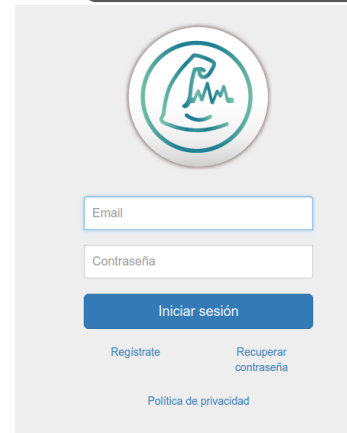 Email
Contraseña
Iniciar sesión
Regístrate
Recuperar
contraseña
Política de privacidad